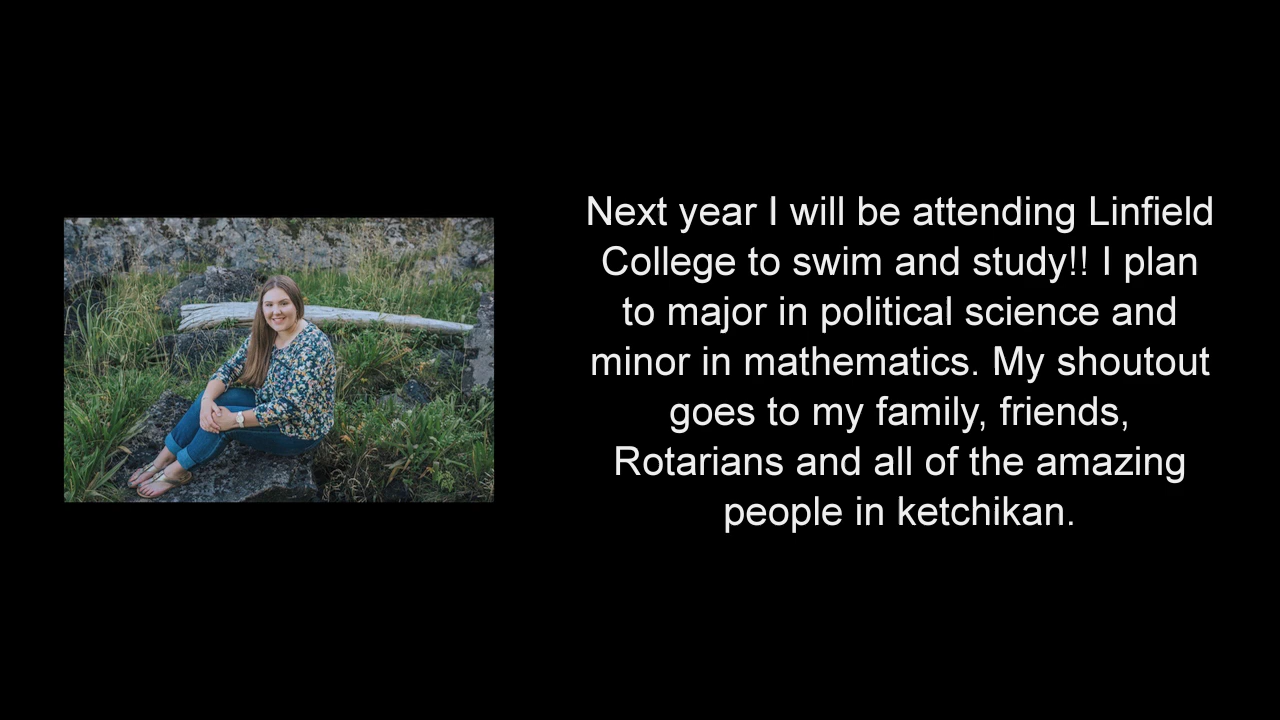 Next year I will be attending Linfield
College to swim and study!! I plan
to major in political science and
minor in mathematics. My shoutout
goes to my family, friends,
Rotarians and all of the amazing
people in ketchikan.